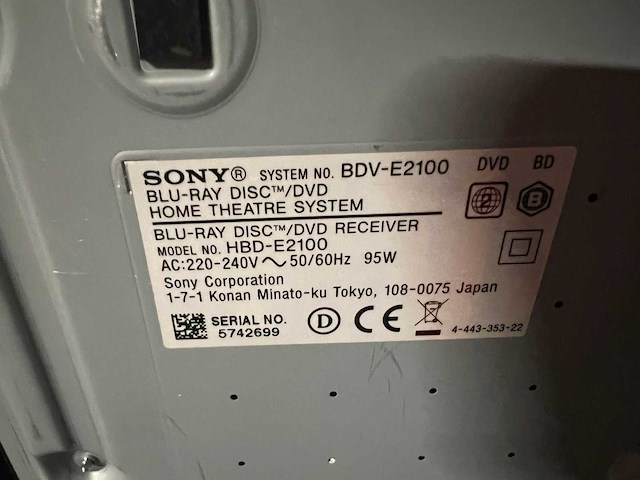 SONY® SYSTEM NO. BDV-E2100 DVD BD
BLU-RAY DISC™/DVD
HOME THEATRE SYSTEM
2 B
BLU-RAY DISC™/DVD RECEIVER
MODEL NO. HBD-E2100
AC:220-240V ~ 50/60Hz 95W
Sony Corporation
1-7-1 Konan Minato-ku Tokyo, 108-0075 Japan
SERIAL NO. D CE
5742699 4-443-353-22